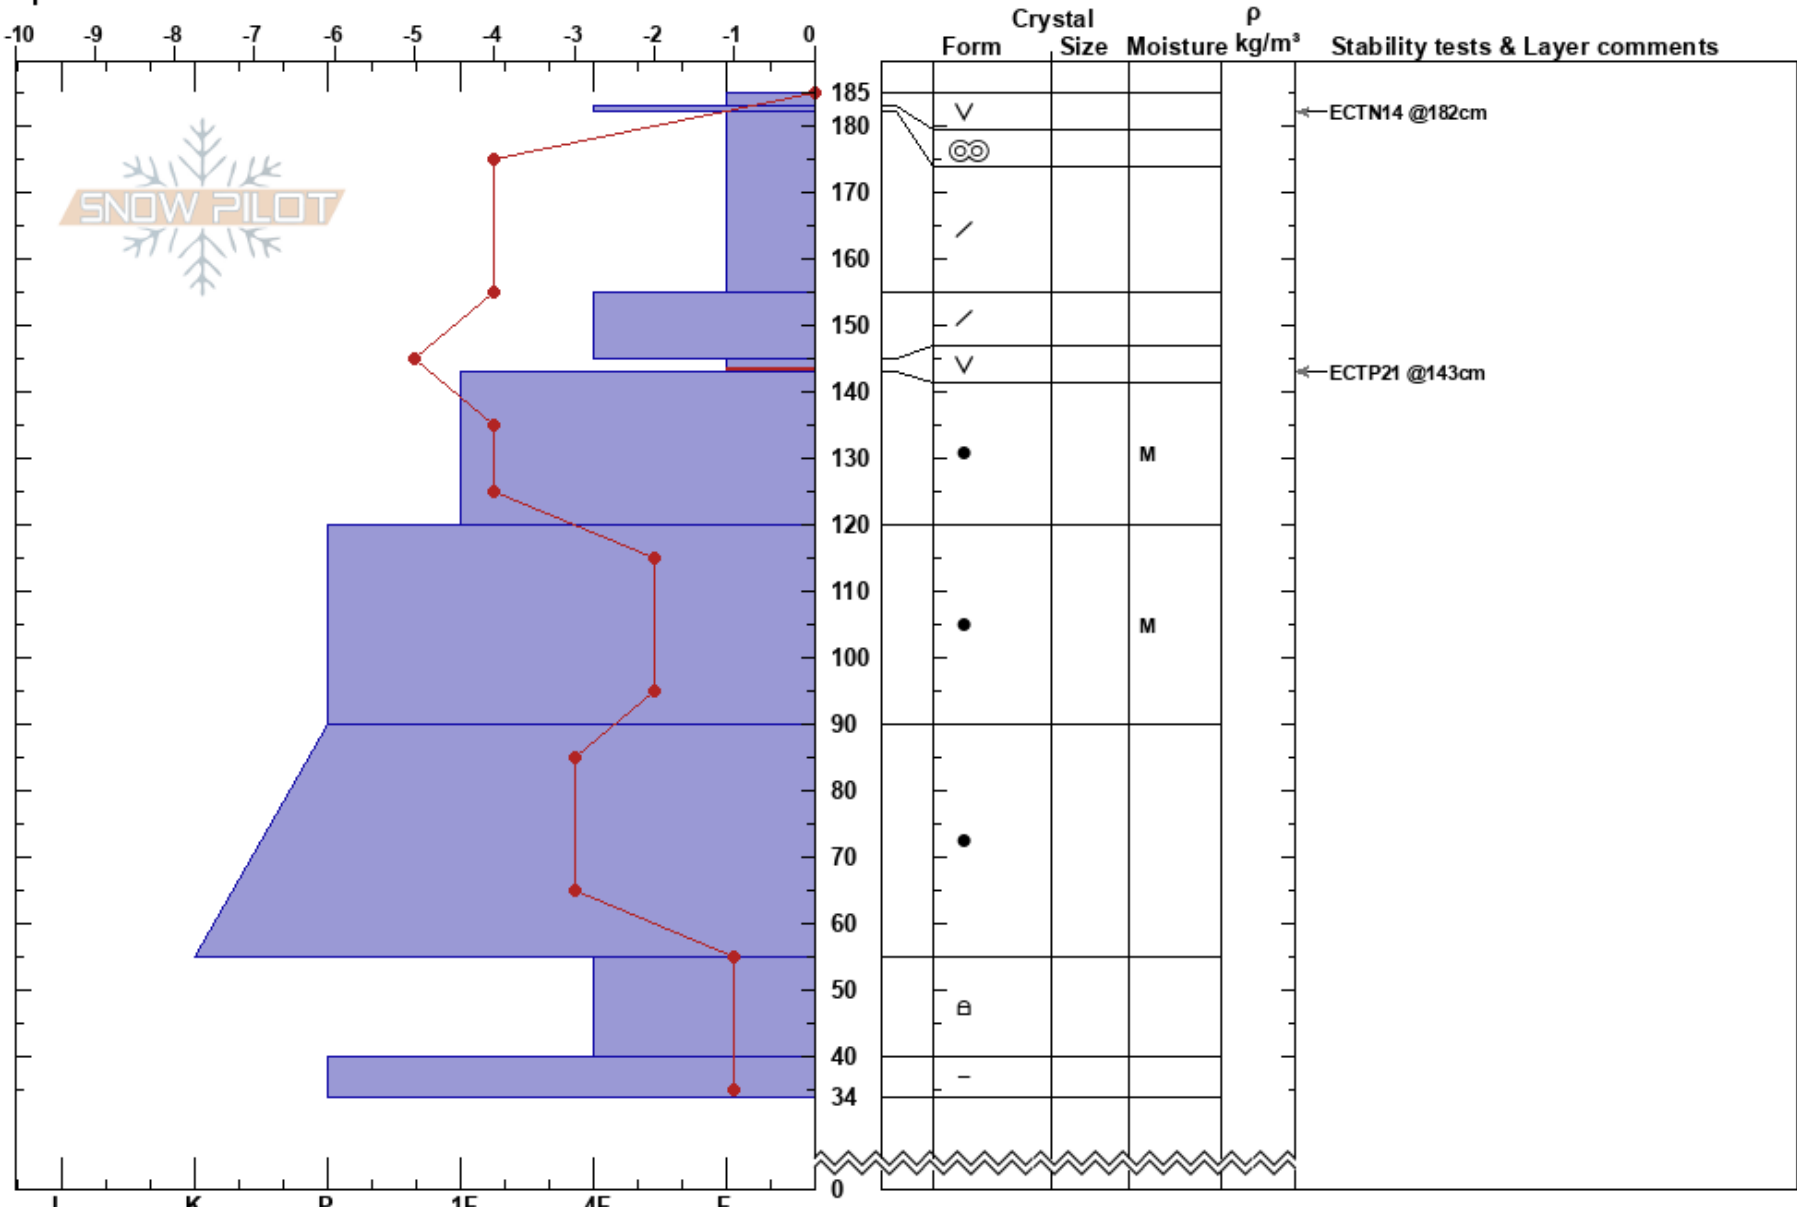 Crystal ρ
Form Size Moisture kg/m³ Stability tests & Layer comments
-10 -9 -8 -7 -6 -5 -4 -3 -2 -1 0
SNOW PILOT
185
180
170
160
150
140
130
120
110
100
90
80
70
60
50
40
34
0
ECTN14 @182cm
ECTP21 @143cm
M
M